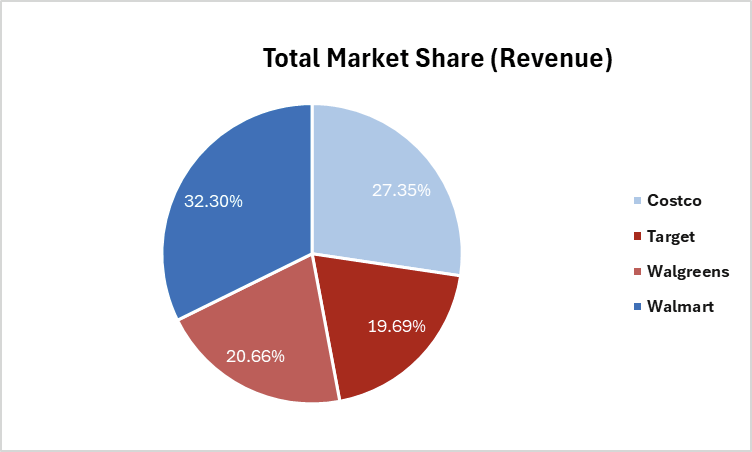 Total Market Share (Revenue)
27.35%
32.30%
19.69%
20.66%
Costco
Target
Walgreens
Walmart